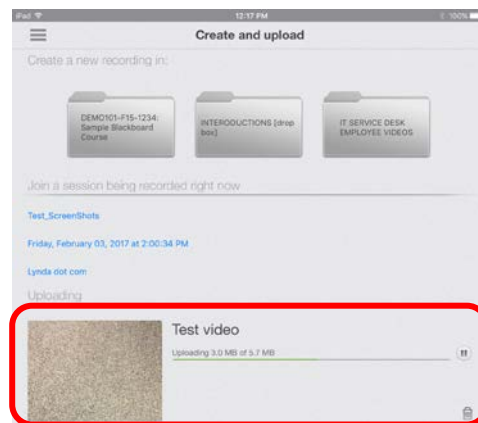 iPad 12:17 PM 100%
Create and upload
Create a new recording in:
DEMO101-F15-1234:
Sample Blackboard
Course
INTERODUCTIONS [drop
box]
IT SERVICE DESK
EMPLOYEE VIDEOS
Join a session being recorded right now
Test_ScreenShots
Friday, February 03, 2017 at 2:00:34 PM
Lynda dot com
Uploading
Test video
Uploading 3.0 MB of 5.7 MB